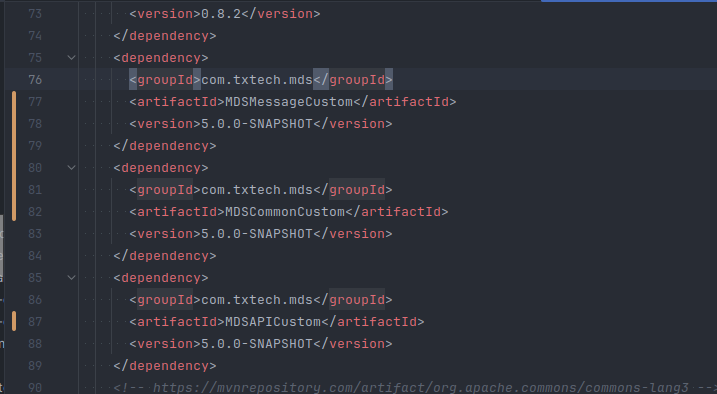 73 <version>0.8.2</version>
74 </dependency>
75 <dependency>
76 <groupId>com.txtech.mds</groupId>
77 <artifactId>MDSMessageCustom</artifactId>
78 <version>5.0.0-SNAPSHOT</version>
79 </dependency>
80 <dependency>
81 <groupId>com.txtech.mds</groupId>
82 <artifactId>MDSCommonCustom</artifactId>
83 <version>5.0.0-SNAPSHOT</version>
84 </dependency>
85 <dependency>
86 <groupId>com.txtech.mds</groupId>
87 <artifactId>MDSAPICustom</artifactId>
88 <version>5.0.0-SNAPSHOT</version>
89 </dependency>
90 <!-- https://mvnrepository.com/artifact/org.apache.commons/commons-lang3 --